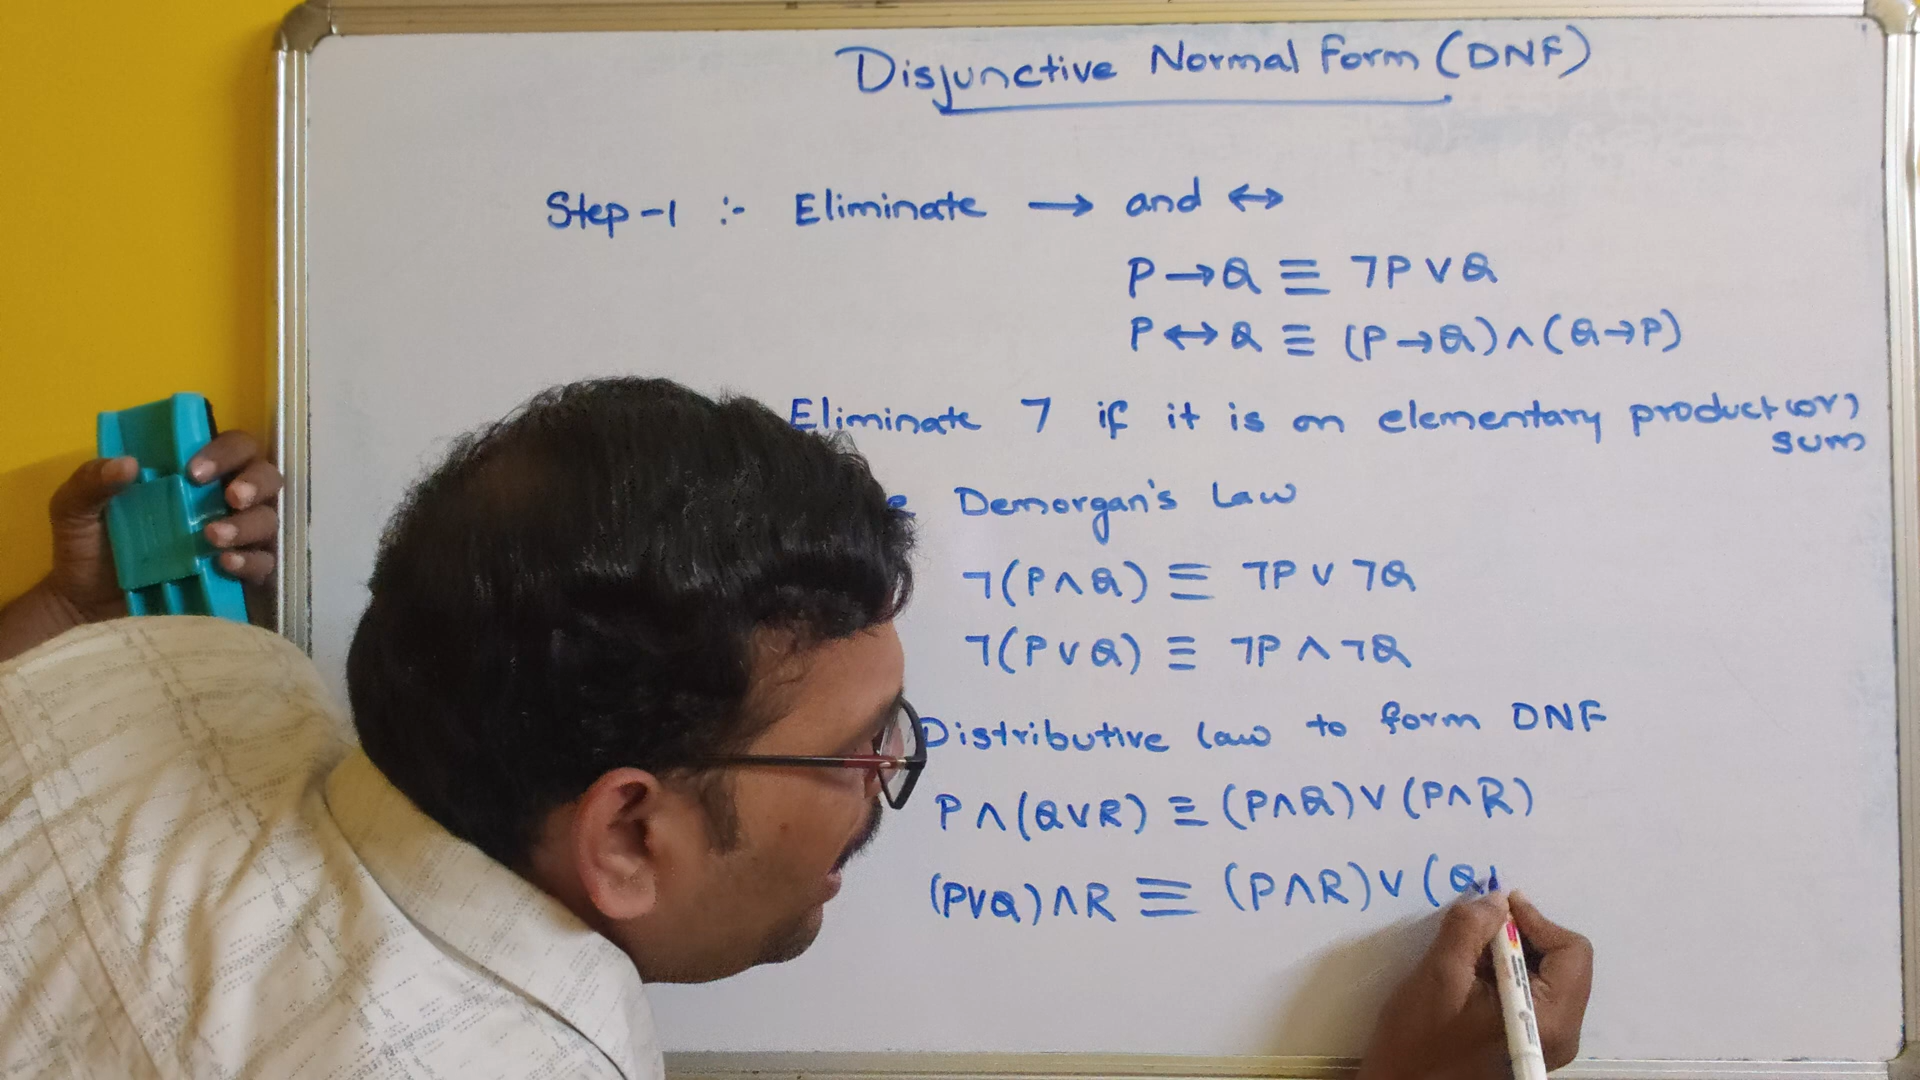 Disjunctive Normal Form (DNF)
Step-1 :- Eliminate → and ↔
P → Q ≡ ¬P ∨ Q
P ↔ Q ≡ (P → Q) ∧ (Q → P)
Eliminate ¬ if it is on elementary product (or)
sum
Demorgan's Law
¬(P ∧ Q) ≡ ¬P ∨ ¬Q
¬(P ∨ Q) ≡ ¬P ∧ ¬Q
Distributive law to form DNF
P ∧ (Q ∨ R) ≡ (P ∧ Q) ∨ (P ∧ R)
(P ∨ Q) ∧ R ≡ (P ∧ R) ∨ (Q